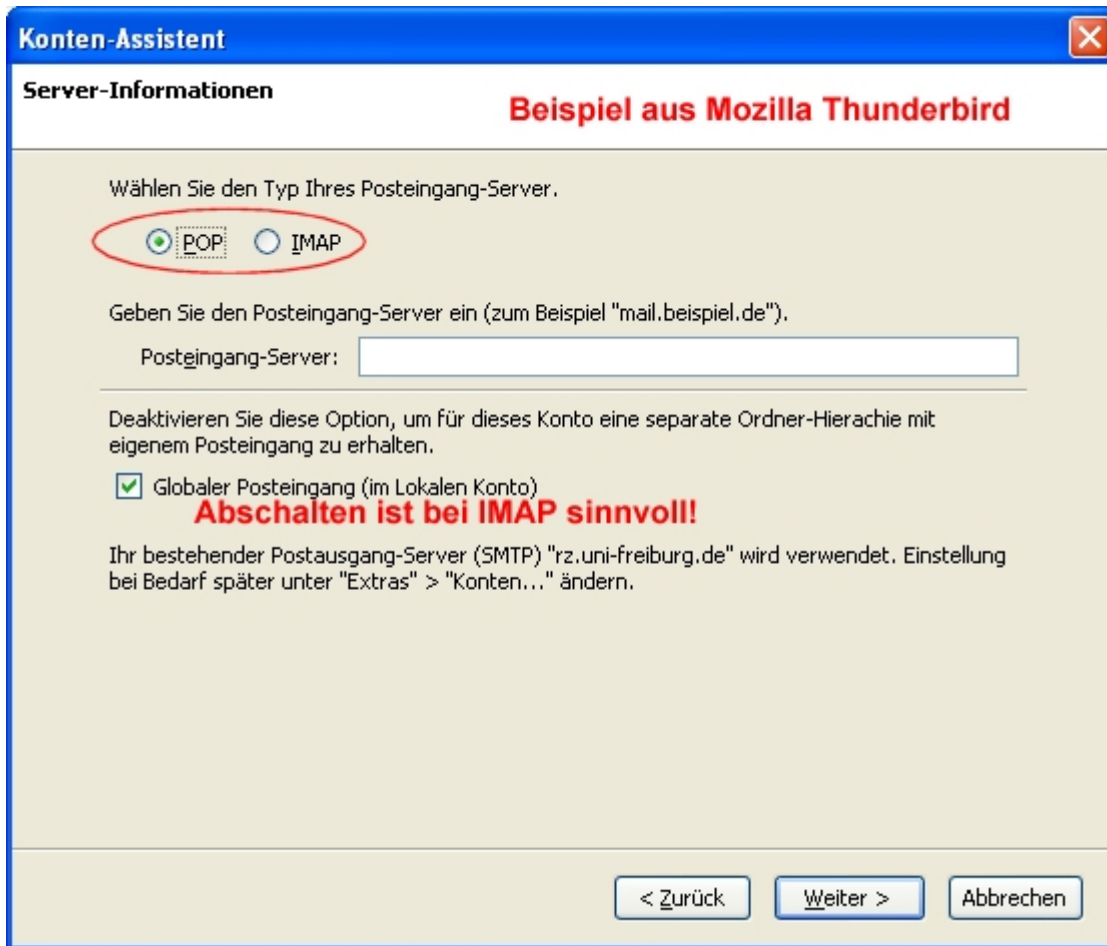 Konten-Assistent
Server-Informationen
Beispiel aus Mozilla Thunderbird
Wählen Sie den Typ Ihres Posteingang-Server.
POP IMAP
Geben Sie den Posteingang-Server ein (zum Beispiel "mail.beispiel.de").
Posteingang-Server:
Deaktivieren Sie diese Option, um für dieses Konto eine separate Ordner-Hierachie mit
eigenem Posteingang zu erhalten.
Globaler Posteingang (im Lokalen Konto)
Abschalten ist bei IMAP sinnvoll!
Ihr bestehender Postausgang-Server (SMTP) "rz.uni-freiburg.de" wird verwendet. Einstellung
bei Bedarf später unter "Extras" > "Konten..." ändern.
< Zurück Weiter > Abbrechen